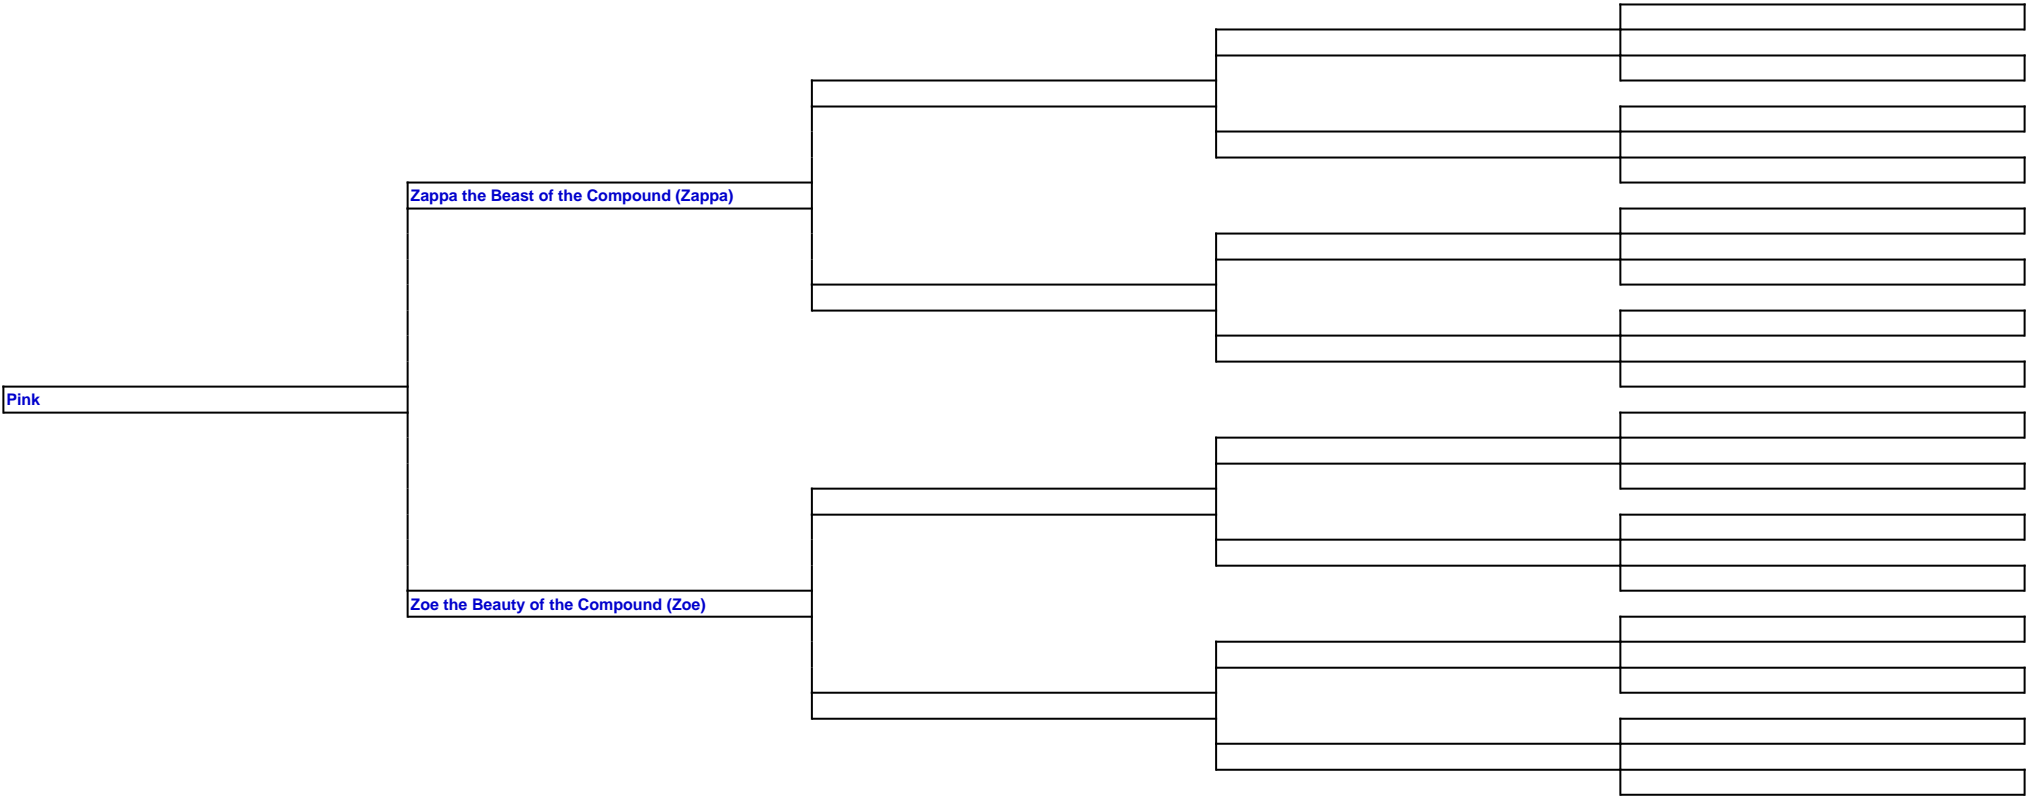 Zappa the Beast of the Compound (Zappa)
Pink
Zoe the Beauty of the Compound (Zoe)